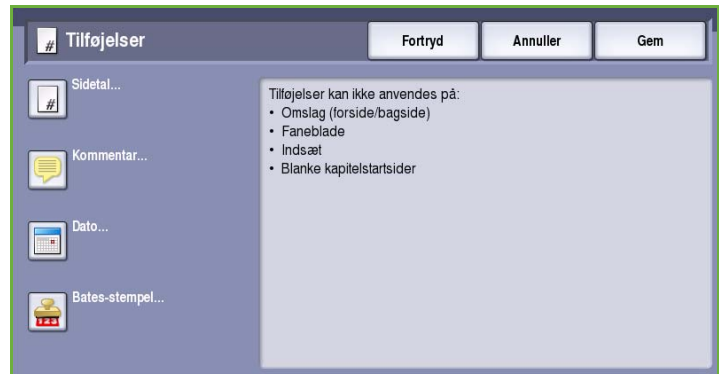 Tilføjelser
Fortryd
Annuller
Gem
Sidetal...
Kommentar...
Dato...
Bates-stempel...
Tilføjelser kan ikke anvendes på:
• Omslag (forside/bagside)
• Faneblade
• Indsæt
• Blanke kapitelstartsider